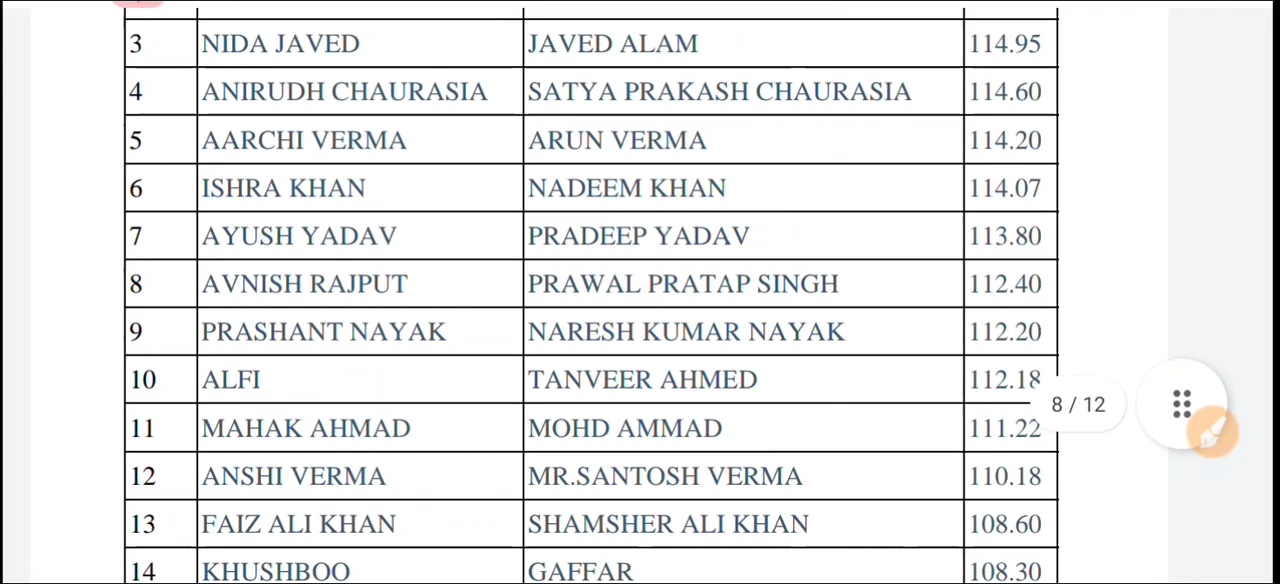 3 NIDA JAVED JAVED ALAM 114.95
4 ANIRUDH CHAURASIA SATYA PRAKASH CHAURASIA 114.60
5 AARCHI VERMA ARUN VERMA 114.20
6 ISHRA KHAN NADEEM KHAN 114.07
7 AYUSH YADAV PRADEEP YADAV 113.80
8 AVNISH RAJPUT PRAWAL PRATAP SINGH 112.40
9 PRASHANT NAYAK NARESH KUMAR NAYAK 112.20
10 ALFI TANVEER AHMED 112.18
8 / 12
11 MAHAK AHMAD MOHD AMMAD 111.22
12 ANSHI VERMA MR.SANTOSH VERMA 110.18
13 FAIZ ALI KHAN SHAMSHER ALI KHAN 108.60
14 KHUSHBOO GAFFAR 108.30